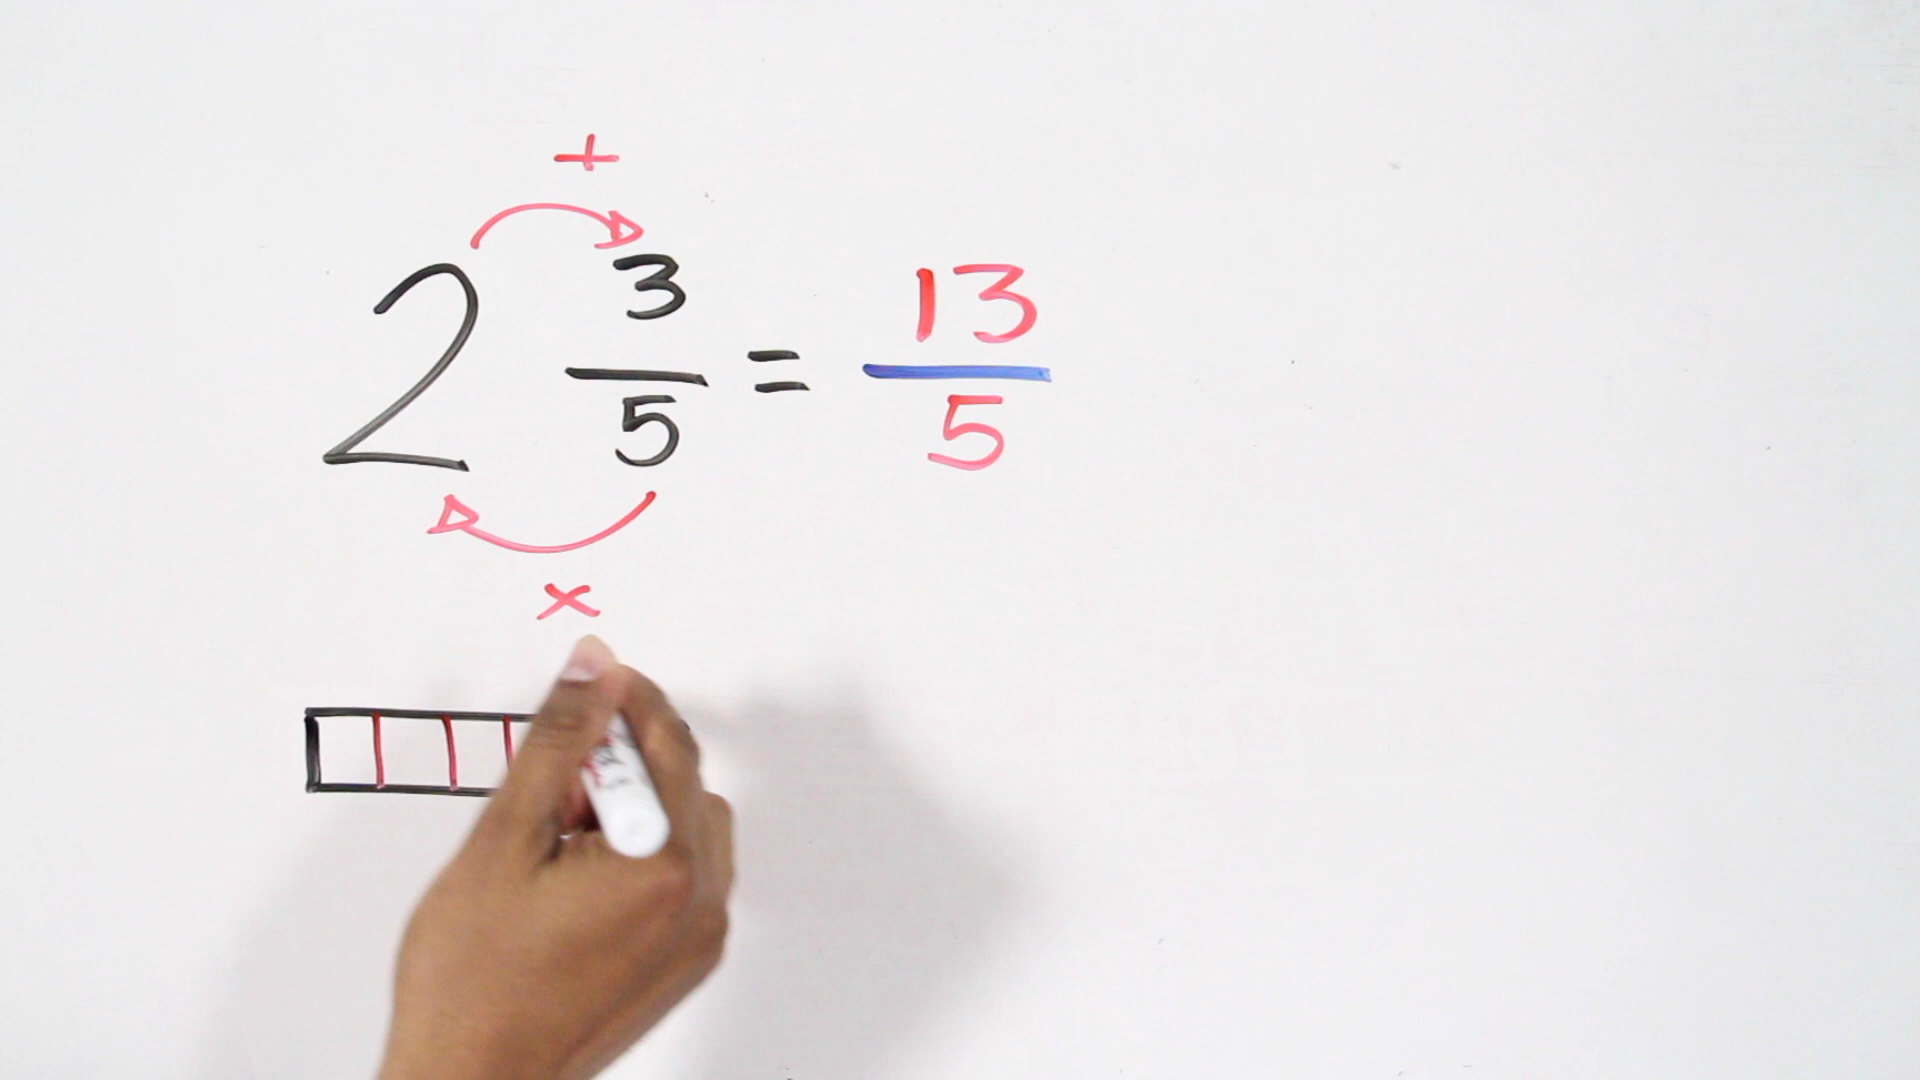 +
2 3/5 = 13/5
×